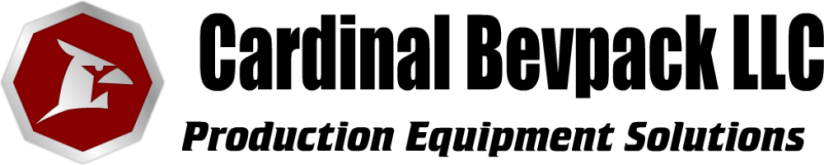 Cardinal Bevpack LLC
Production Equipment Solutions